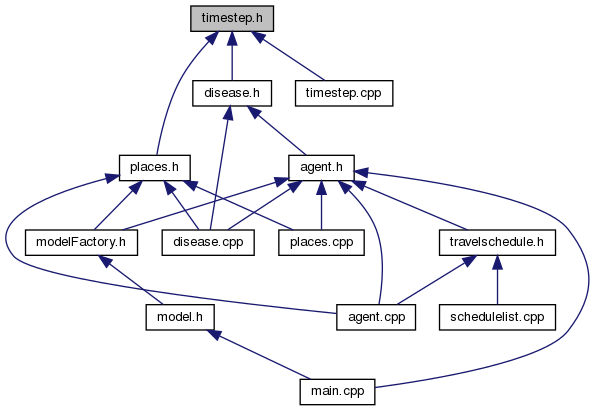 timestep.h
disease.h
timestep.cpp
places.h
agent.h
modelFactory.h
disease.cpp
places.cpp
travelschedule.h
model.h
agent.cpp
schedulelist.cpp
main.cpp